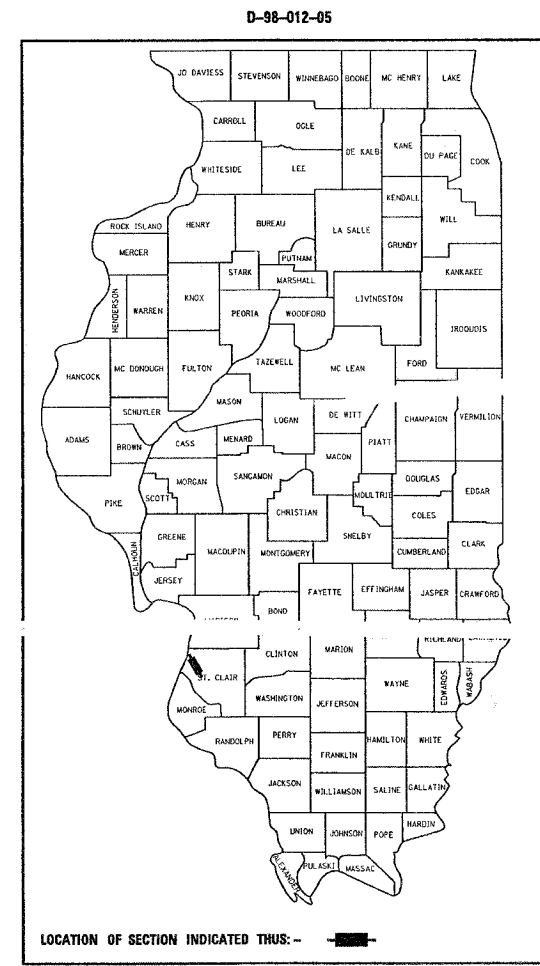 D-98-012-05
JO DAVIESS STEVENSON WINNEBAGO BOONE MC HENRY LAKE
CARROLL OGLE DE KALB KANE DU PAGE COOK
WHITESIDE LEE
KENDALL WILL
ROCK ISLAND HENRY BUREAU LA SALLE GRUNDY
MERCER PUTNAM
STARK MARSHALL KANKAKEE
HENDERSON WARREN KNOX PEORIA WOODFORD LIVINGSTON IROQUOIS
FORD
HANCOCK MC DONOUGH FULTON TAZEWELL MC LEAN
MASON
SCHUYLER LOGAN DE WITT CHAMPAIGN VERMILION
ADAMS BROWN CASS MENARD PIATT
MACON
MORGAN SANGAMON DOUGLAS EDGAR
PIKE SCOTT MOULTRIE
CHRISTIAN COLES
GREENE SHELBY
CALHOUN MACOUPIN MONTGOMERY CUMBERLAND CLARK
JERSEY FAYETTE EFFINGHAM JASPER CRAWFORD
BOND
RICHLAND
CLINTON MARION
ST. CLAIR WAYNE EDWARDS WABASH
WASHINGTON JEFFERSON
MONROE
RANDOLPH PERRY HAMILTON WHITE
FRANKLIN
JACKSON WILLIAMSON SALINE GALLATIN
HARDIN
UNION JOHNSON POPE
ALEXANDER PULASKI MASSAC
LOCATION OF SECTION INDICATED THUS: -